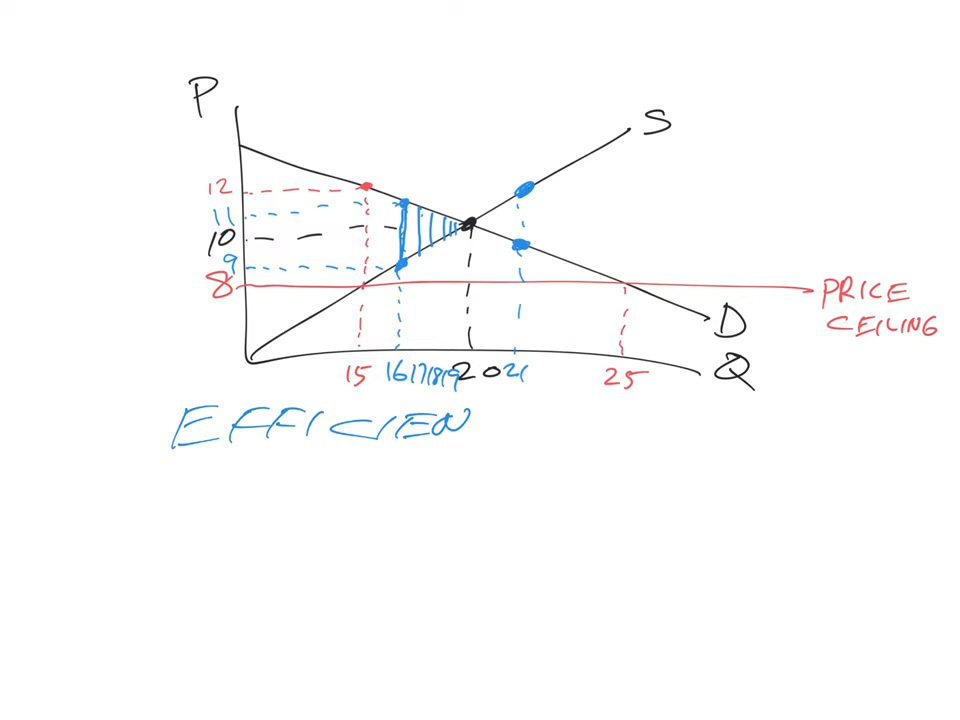 P
S
12
11
10
9
8
PRICE
CEILING
D
Q
15 16 17 18 19 20 21 25
EFFICIEN